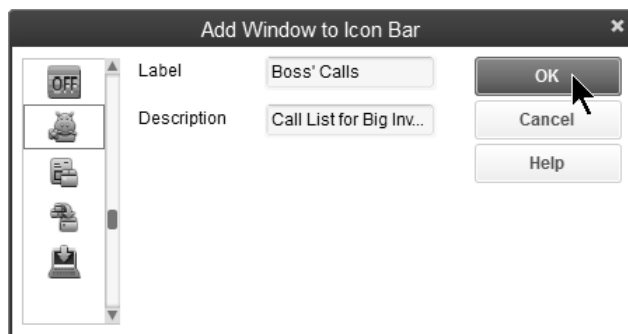 Add Window to Icon Bar
OFF
Label
Boss' Calls
OK
Description
Call List for Big Inv...
Cancel
Help